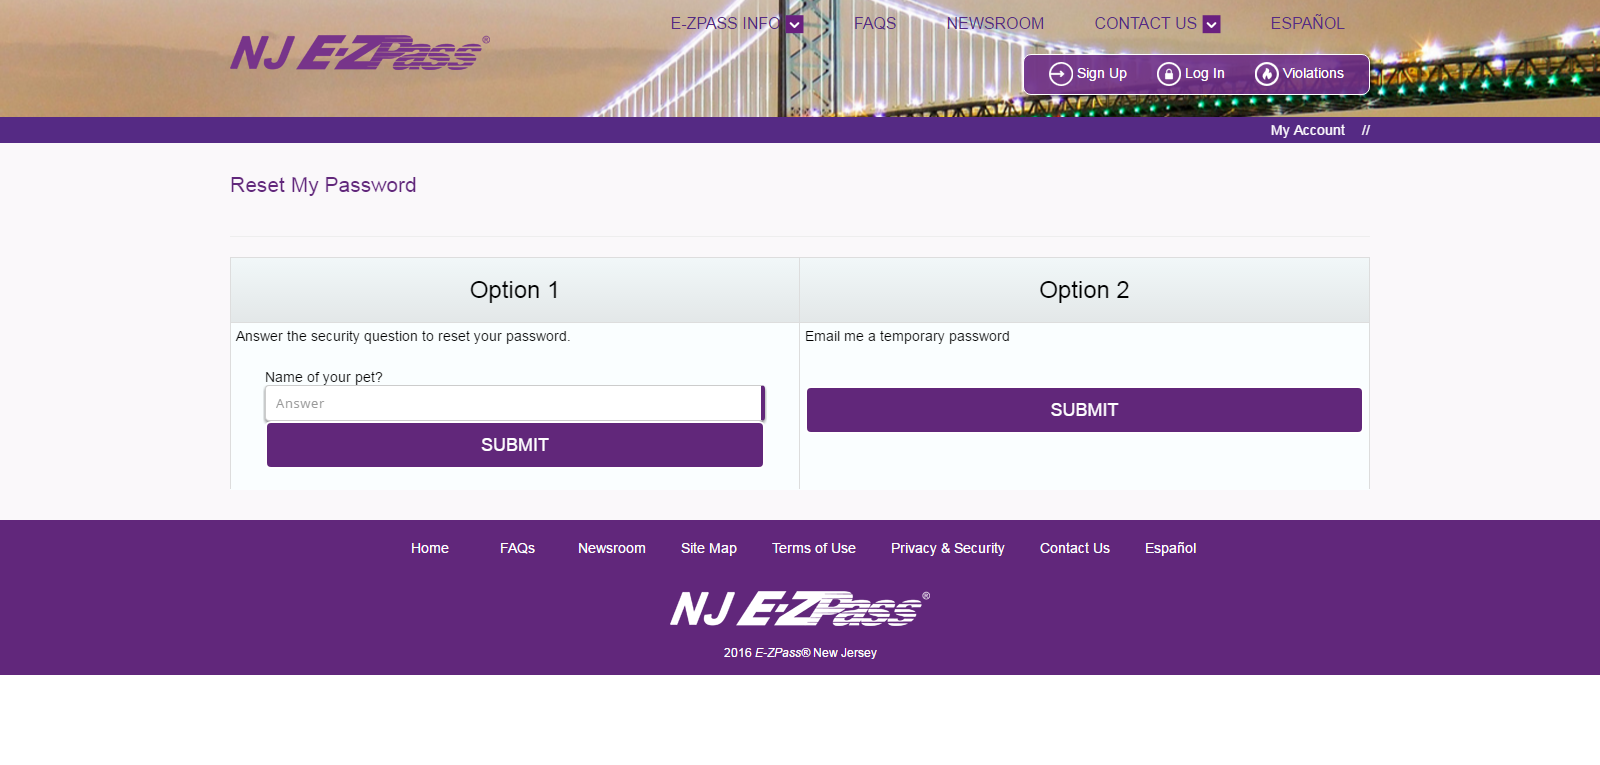 E-ZPASS INFO FAQS NEWSROOM CONTACT US ESPAÑOL
NJ E-ZPass®
Sign Up Log In Violations
My Account //
Reset My Password
Option 1
Option 2
Answer the security question to reset your password.
Email me a temporary password
Name of your pet?
Answer
SUBMIT
SUBMIT
Home FAQs Newsroom Site Map Terms of Use Privacy & Security Contact Us Español
NJ E-ZPass®
2016 E-ZPass® New Jersey